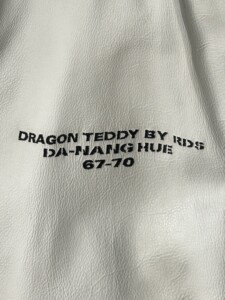 DRAGON TEDDY BY RDS
DA-NANG HUE
67-70